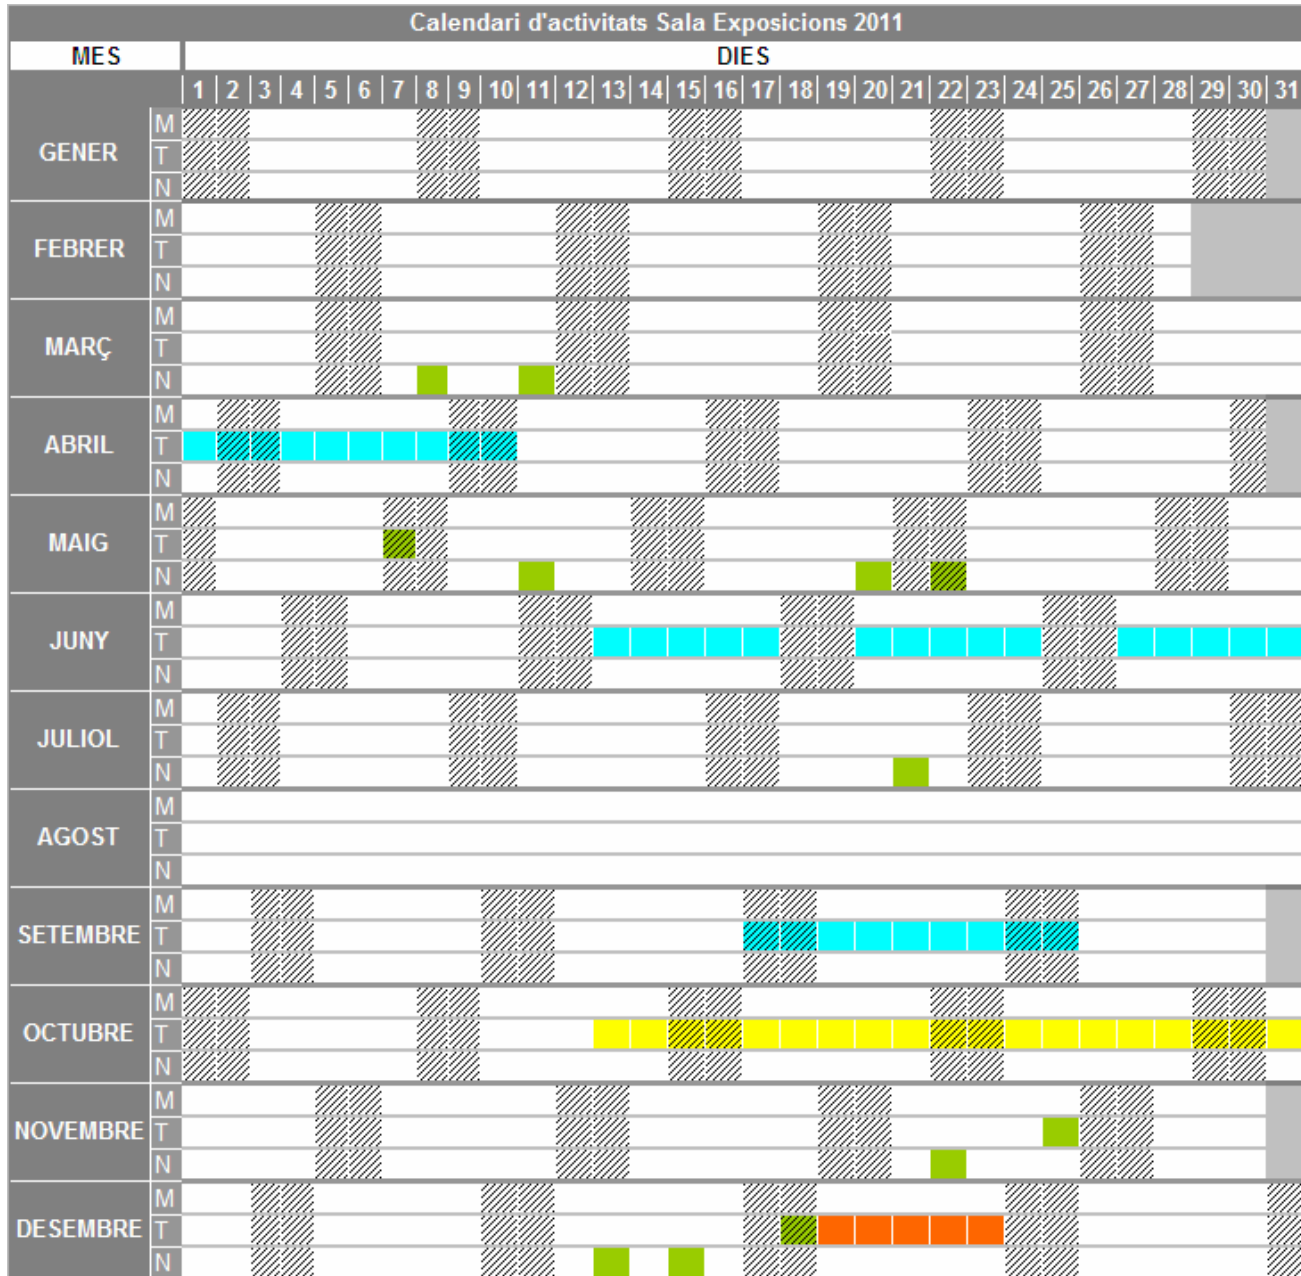 Calendari d'activitats Sala Exposicions 2011
MES DIES
1 2 3 4 5 6 7 8 9 10 11 12 13 14 15 16 17 18 19 20 21 22 23 24 25 26 27 28 29 30 31
M
GENER T
N
M
FEBRER T
N
M
MARÇ T
N
M
ABRIL T
N
M
MAIG T
N
M
JUNY T
N
M
JULIOL T
N
M
AGOST T
N
M
SETEMBRE T
N
M
OCTUBRE T
N
M
NOVEMBRE T
N
M
DESEMBRE T
N